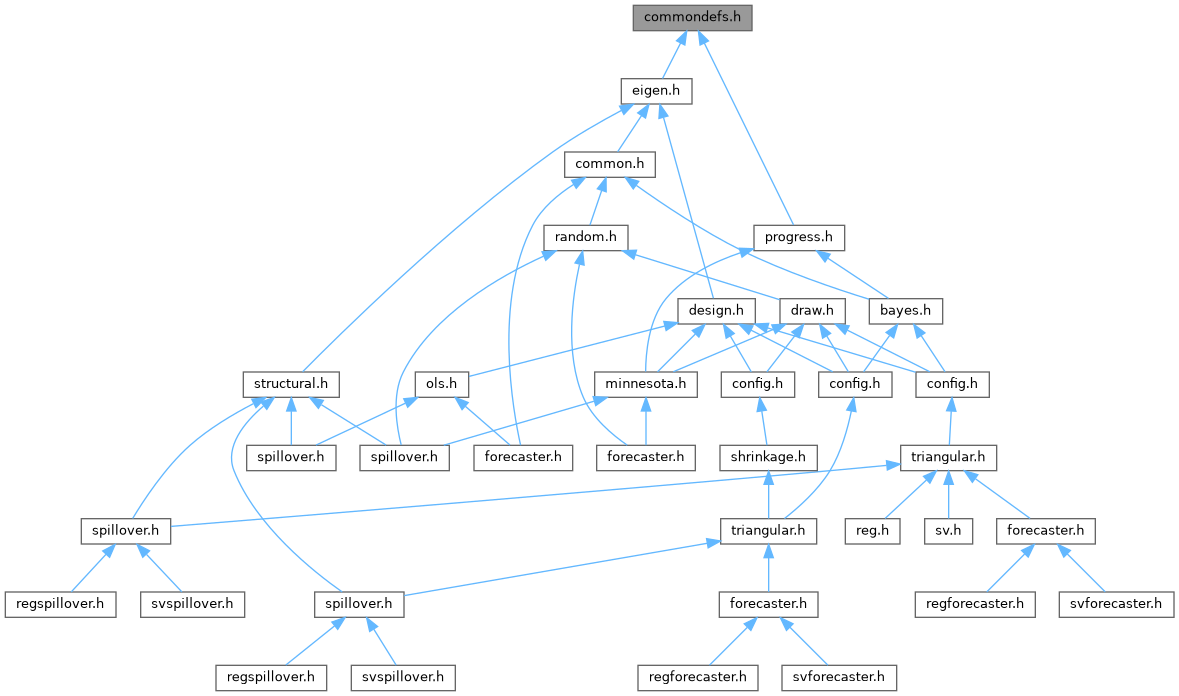 commondefs.h
eigen.h
common.h
random.h
progress.h
design.h
draw.h
bayes.h
structural.h
ols.h
minnesota.h
config.h
config.h
config.h
spillover.h
spillover.h
forecaster.h
forecaster.h
shrinkage.h
triangular.h
spillover.h
triangular.h
reg.h
sv.h
forecaster.h
regspillover.h
svspillover.h
spillover.h
forecaster.h
regforecaster.h
svforecaster.h
regspillover.h
svspillover.h
regforecaster.h
svforecaster.h